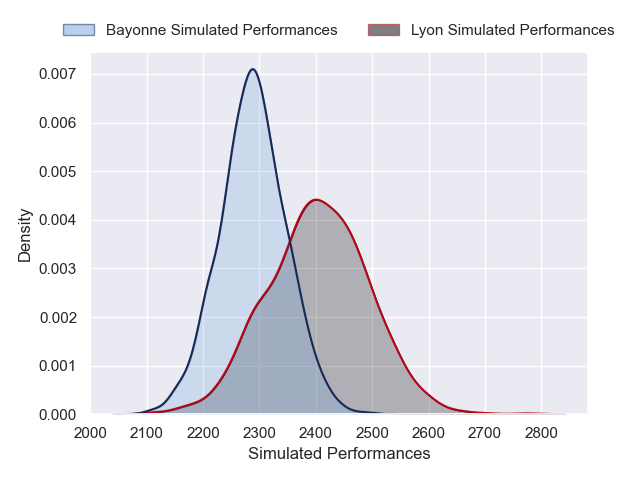 Bayonne Simulated Performances Lyon Simulated Performances
0.007
0.006
0.005
0.004
0.003
0.002
0.001
0.000
Density
2000 2100 2200 2300 2400 2500 2600 2700 2800
Simulated Performances